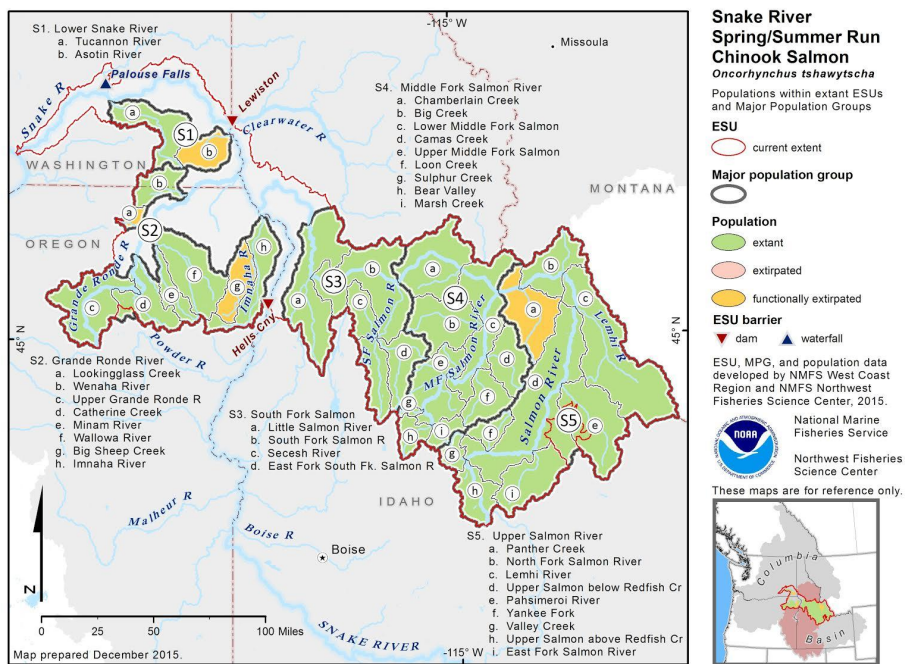 -115° W
Missoula
S1. Lower Snake River
a. Tucannon River
b. Asotin River
Palouse Falls
Snake R
Lewiston
Clearwater R
S4. Middle Fork Salmon River
a. Chamberlain Creek
b. Big Creek
c. Lower Middle Fork Salmon
d. Camas Creek
e. Upper Middle Fork Salmon
f. Loon Creek
g. Sulphur Creek
h. Bear Valley
i. Marsh Creek
a
S1
b
WASHINGTON
b
a
MONTANA
OREGON
S2
h
f
g
Imnaha R
Grande Ronde R
c
d
e
Hells Cny
Powder R
45° N
S3
a
b
c
d
SF Salmon R
a
S4
b
c
e
d
MF Salmon River
f
g
h
i
b
a
c
Lemhi R
45° N
Salmon River
d
S5
e
f
g
h
i
S2. Grande Ronde River
a. Lookingglass Creek
b. Wenaha River
c. Upper Grande Ronde R
d. Catherine Creek
e. Minam River
f. Wallowa River
g. Big Sheep Creek
h. Imnaha River
S3. South Fork Salmon
a. Little Salmon River
b. South Fork Salmon R
c. Secesh River
d. East Fork South Fk. Salmon R
IDAHO
Malheur R
Boise R
Boise
SNAKE RIVER
S5. Upper Salmon River
a. Panther Creek
b. North Fork Salmon River
c. Lemhi River
d. Upper Salmon below Redfish Cr
e. Pahsimeroi River
f. Yankee Fork
g. Valley Creek
h. Upper Salmon above Redfish Cr
i. East Fork Salmon River
N
0 50 100 Miles
Map prepared December 2015.
-115° W
Snake River
Spring/Summer Run
Chinook Salmon
Oncorhynchus tshawytscha
Populations within extant ESUs
and Major Population Groups
ESU
current extent
Major population group
Population
extant
extirpated
functionally extirpated
ESU barrier
dam waterfall
ESU, MPG, and population data
developed by NMFS West Coast
Region and NMFS Northwest
Fisheries Science Center, 2015.
NOAA
National Marine
Fisheries Service
Northwest Fisheries
Science Center
These maps are for reference only.
Columbia
Basin